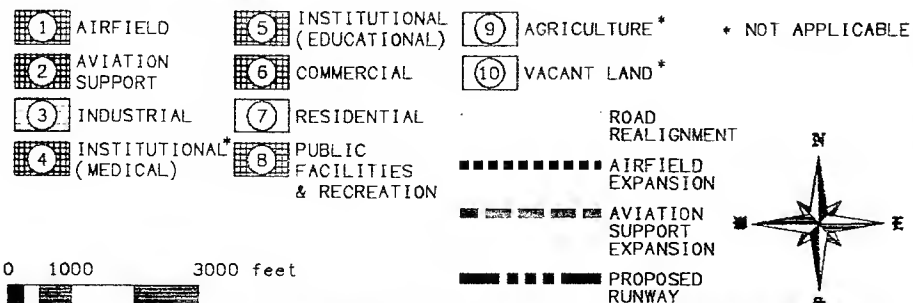 1 AIRFIELD
2 AVIATION
SUPPORT
3 INDUSTRIAL
4 INSTITUTIONAL*
(MEDICAL)
5 INSTITUTIONAL
(EDUCATIONAL)
6 COMMERCIAL
7 RESIDENTIAL
8 PUBLIC
FACILITIES
& RECREATION
9 AGRICULTURE*
10 VACANT LAND*
* NOT APPLICABLE
ROAD
REALIGNMENT
AIRFIELD
EXPANSION
AVIATION
SUPPORT
EXPANSION
PROPOSED
RUNWAY
N
W
E
S
0 1000 3000 feet